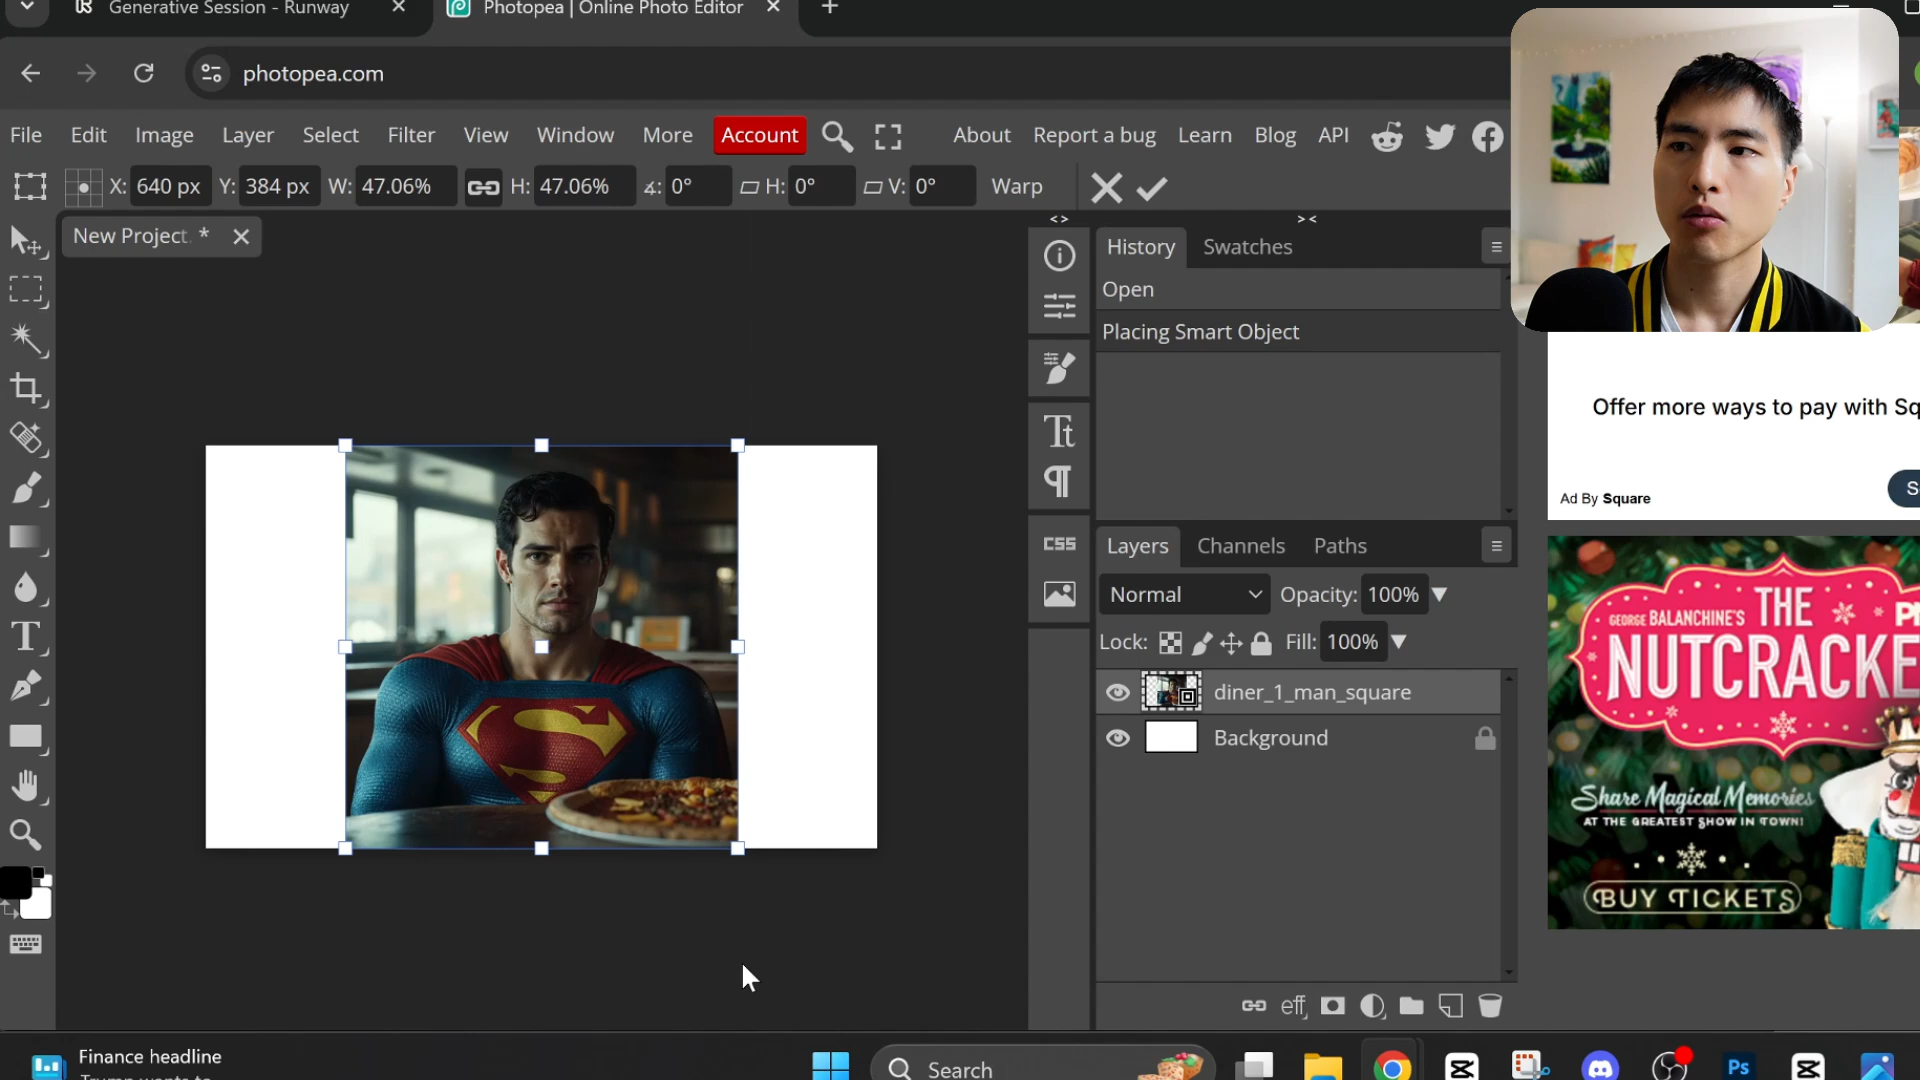 Generative Session - Runway
Photopea | Online Photo Editor
photopea.com
File Edit Image Layer Select Filter View Window More Account About Report a bug Learn Blog API
X: 640 px Y: 384 px W: 47.06% H: 47.06% ∡: 0° H: 0° V: 0° Warp
New Project. *
History Swatches
Open
Placing Smart Object
CSS
Layers Channels Paths
Normal Opacity: 100%
Lock: Fill: 100%
diner_1_man_square
Background
eff
Offer more ways to pay with
Ad By Square
GEORGE BALANCHINE'S THE
Share Magical Memories
AT THE GREATEST SHOW IN TOWN!
BUY TICKETS
Finance headline
Search
Ps